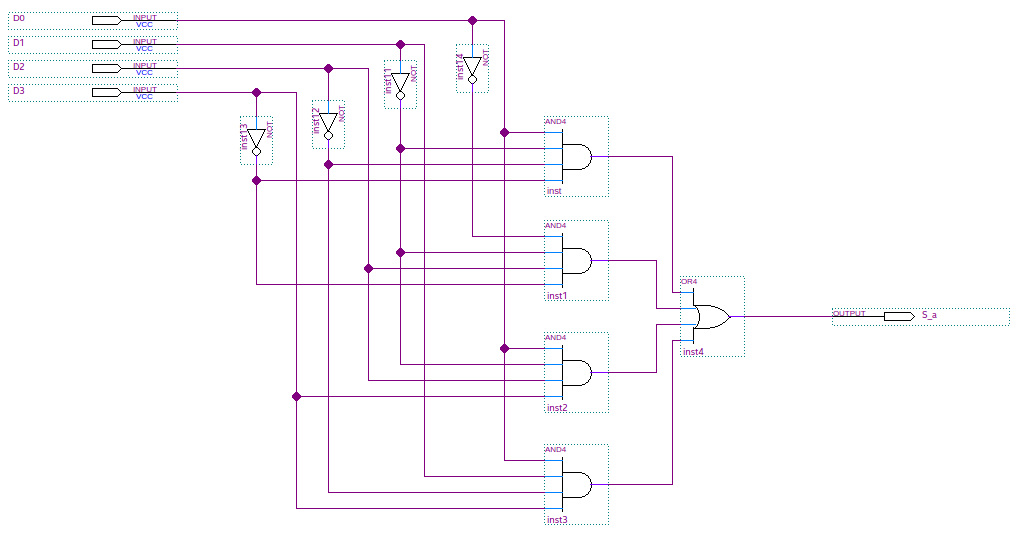 D0 INPUT
VCC
D1 INPUT
VCC
D2 INPUT
VCC
D3 INPUT
VCC
inst14 NOT
inst11 NOT
inst12 NOT
inst13 NOT
AND4
inst
AND4
inst1
OR4
inst4
OUTPUT S_a
AND4
inst2
AND4
inst3